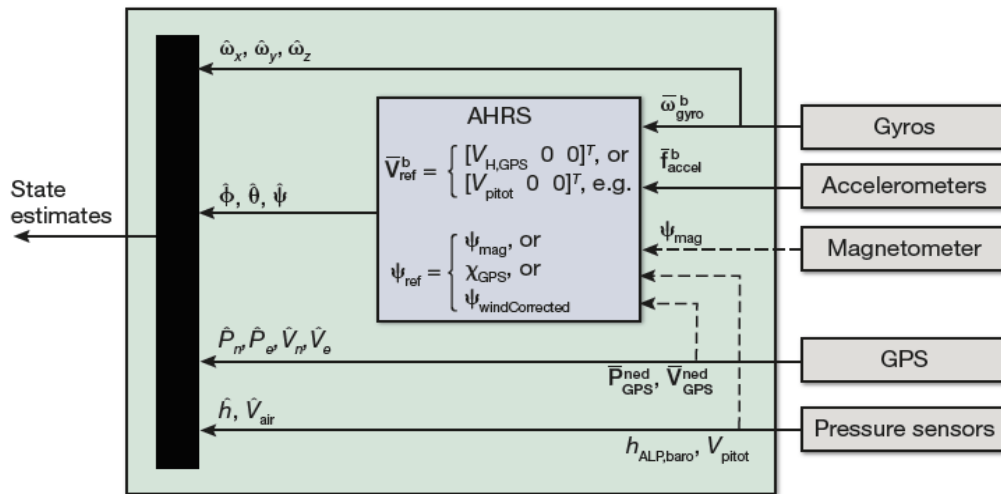 ω̂x, ω̂y, ω̂z
AHRS
ω̄ᵇgyro
Gyros
V̄ᵇref = { [VH,GPS 0 0]ᵀ, or
[Vpitot 0 0]ᵀ, e.g.
f̄ᵇaccel
Accelerometers
State
estimates
ϕ̂, θ̂, ψ̂
ψmag
Magnetometer
ψref = { ψmag, or
χGPS, or
ψwindCorrected
P̂n, P̂e, V̂n, V̂e
GPS
P̄ⁿᵉᵈGPS, V̄ⁿᵉᵈGPS
ĥ, V̂air
Pressure sensors
hALP,baro, Vpitot